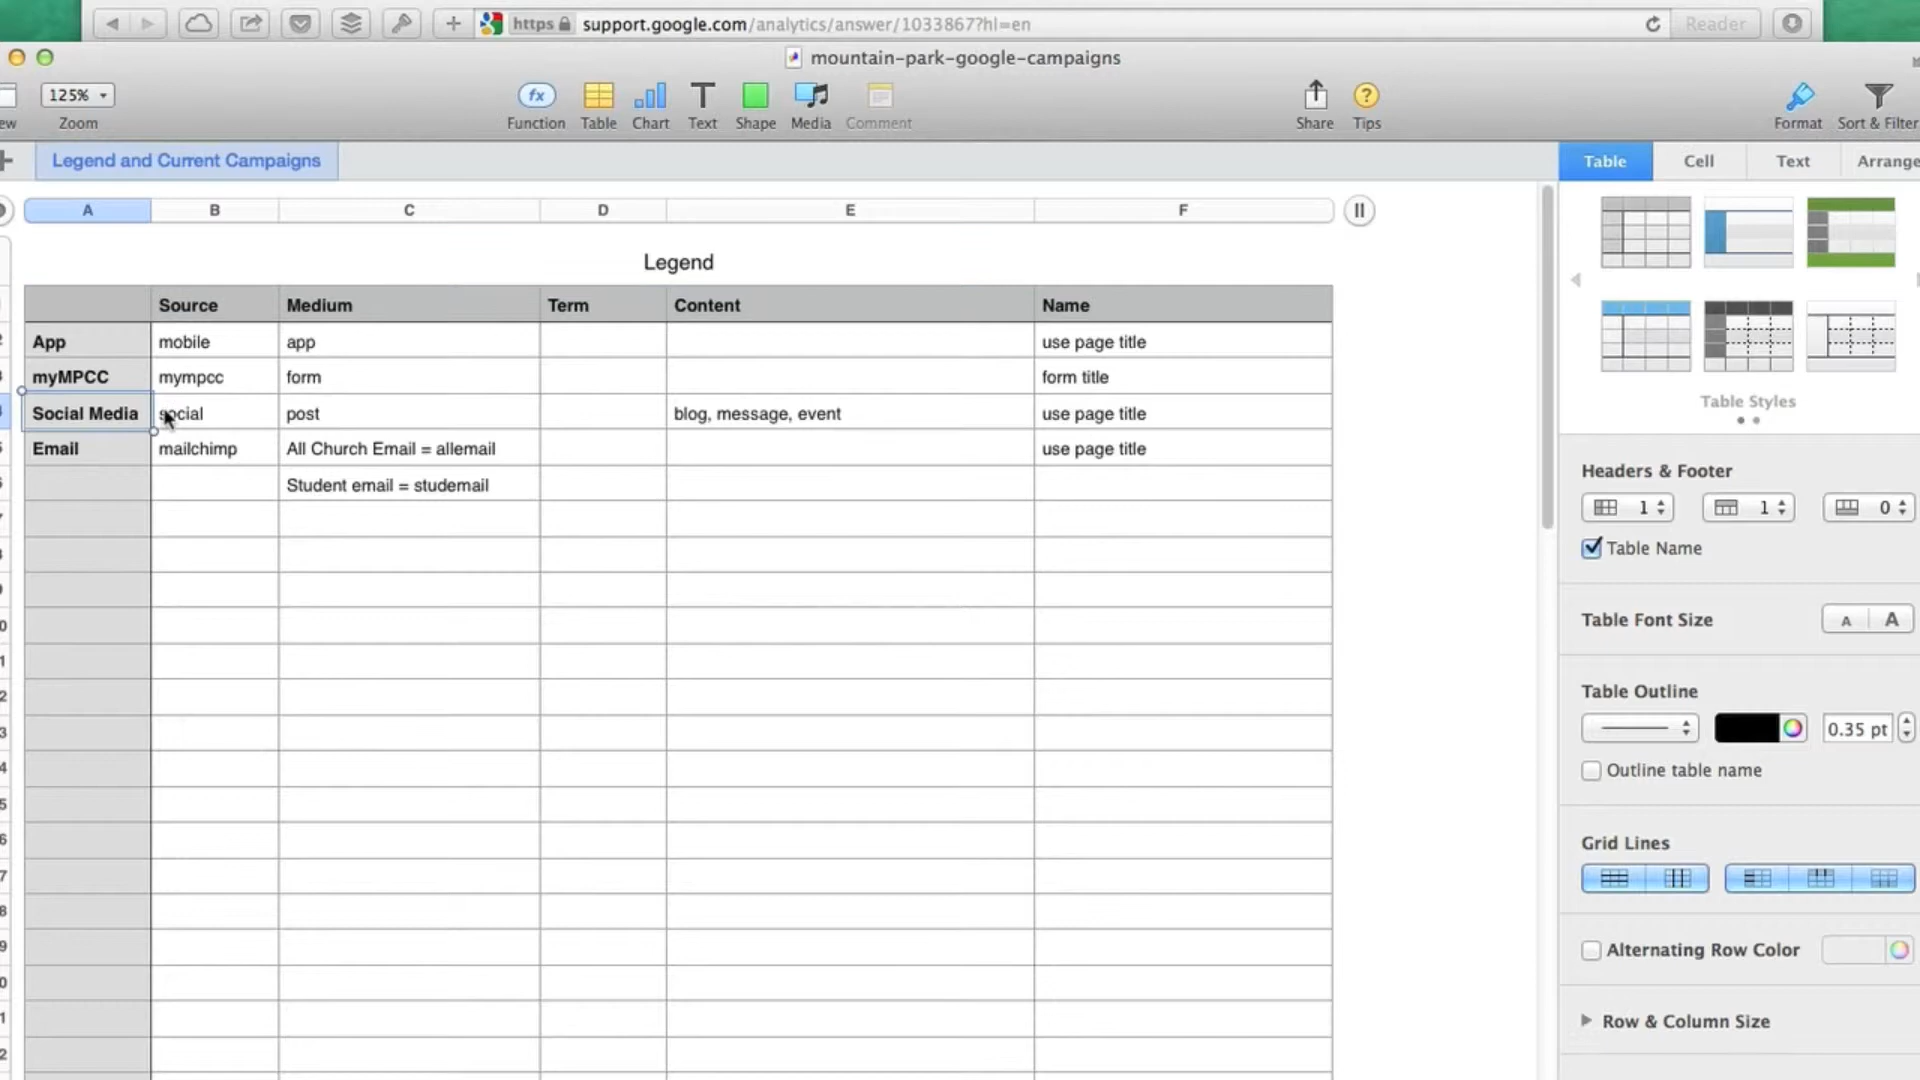 https support.google.com/analytics/answer/1033867?hl=en Reader
mountain-park-google-campaigns
125%
Zoom Function Table Chart Text Shape Media Comment Share Tips Format Sort & Filter
Legend and Current Campaigns Table Cell Text Arrange
A B C D E F
Legend
Source Medium Term Content Name
App mobile app use page title
myMPCC mympcc form form title
Social Media social post blog, message, event use page title
Email mailchimp All Church Email = allemail use page title
Student email = studemail
Table Styles
Headers & Footer
1 1 0
Table Name
Table Font Size A A
Table Outline
0.35 pt
Outline table name
Grid Lines
Alternating Row Color
Row & Column Size